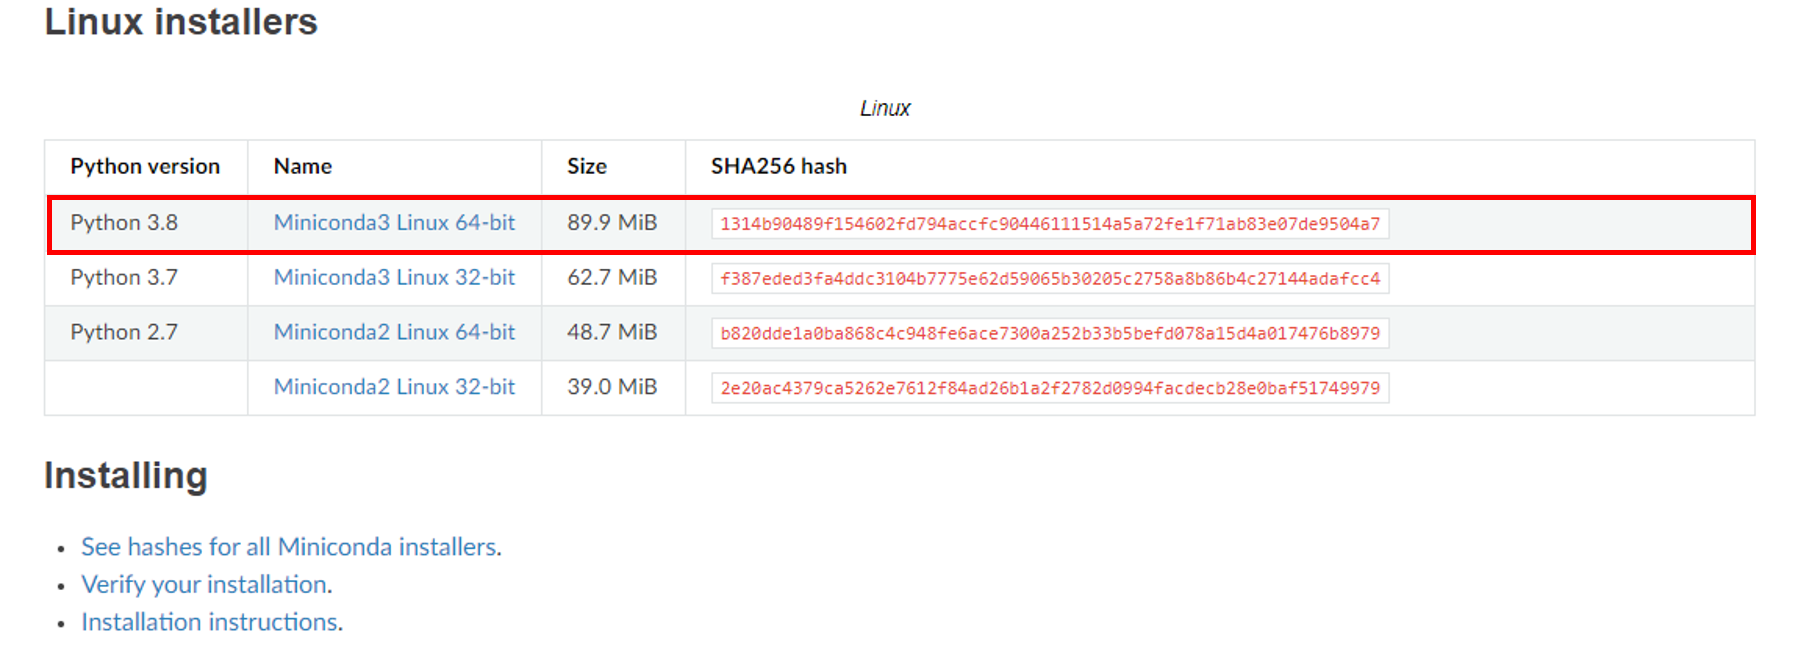 Linux installers
Linux
Python version Name Size SHA256 hash
Python 3.8 Miniconda3 Linux 64-bit 89.9 MiB 1314b90489f154602fd794accfc90446111514a5a72fe1f71ab83e07de9504a7
Python 3.7 Miniconda3 Linux 32-bit 62.7 MiB f387eded3fa4ddc3104b7775e62d59065b30205c2758a8b86b4c27144adafcc4
Python 2.7 Miniconda2 Linux 64-bit 48.7 MiB b820dde1a0ba868c4c948fe6ace7300a252b33b5befd078a15d4a017476b8979
Miniconda2 Linux 32-bit 39.0 MiB 2e20ac4379ca5262e7612f84ad26b1a2f2782d0994facdecb28e0baf51749979
Installing
• See hashes for all Miniconda installers.
• Verify your installation.
• Installation instructions.